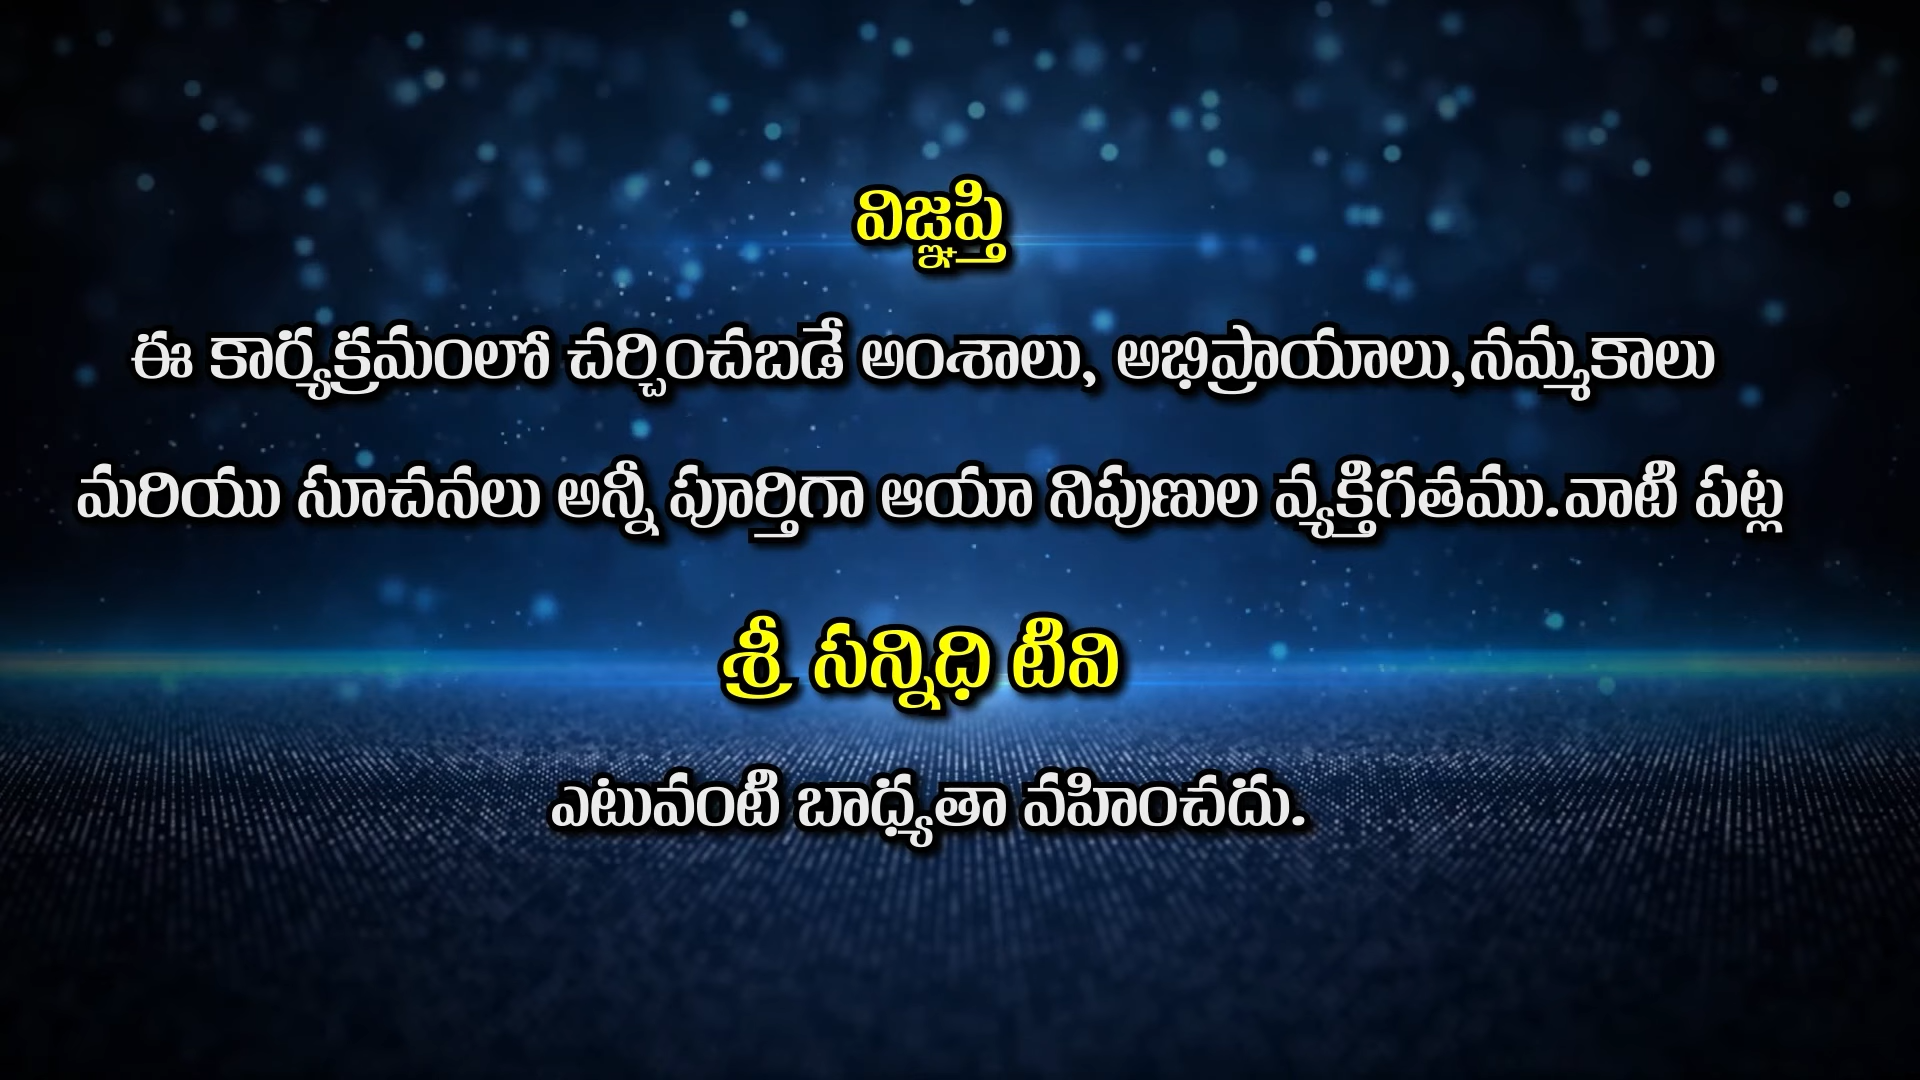 విజ్ఞప్తి
ఈ కార్యక్రమంలో చర్చించబడే అంశాలు, అభిప్రాయాలు,నమ్మకాలు
మరియు సూచనలు అన్నీ పూర్తిగా ఆయా నిపుణుల వ్యక్తిగతము.వాటి పట్ల
శ్రీ సన్నిధి టివి
ఎటువంటి బాధ్యతా వహించదు.